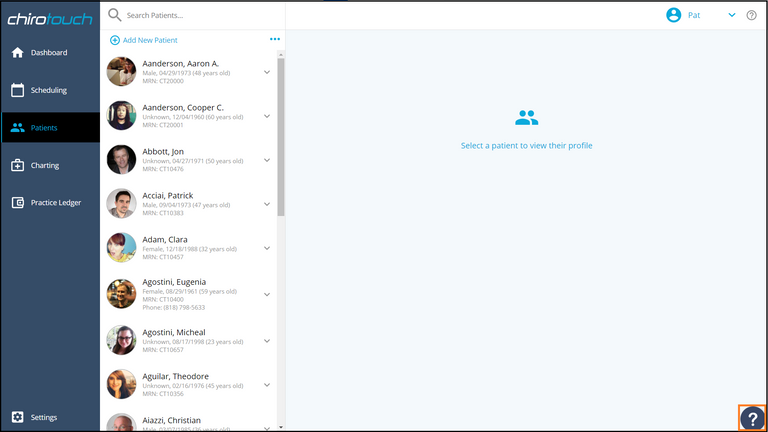 chirotouch
Dashboard
Scheduling
Patients
Charting
Practice Ledger
Settings
Search Patients...
Add New Patient
Aanderson, Aaron A.
Male, 04/29/1973 (48 years old)
MRN: CT20000
Aanderson, Cooper C.
Unknown, 12/04/1960 (60 years old)
MRN: CT20001
Abbott, Jon
Unknown, 04/27/1971 (50 years old)
MRN: CT10476
Acciai, Patrick
Male, 09/04/1973 (47 years old)
MRN: CT10383
Adam, Clara
Female, 12/18/1988 (32 years old)
MRN: CT10457
Agostini, Eugenia
Female, 08/29/1961 (59 years old)
MRN: CT10400
Phone: (818) 798-5633
Agostini, Micheal
Unknown, 08/17/1998 (23 years old)
MRN: CT10657
Aguilar, Theodore
Unknown, 02/16/1976 (45 years old)
MRN: CT10356
Aiazzi, Christian
Pat
?
Select a patient to view their profile
?